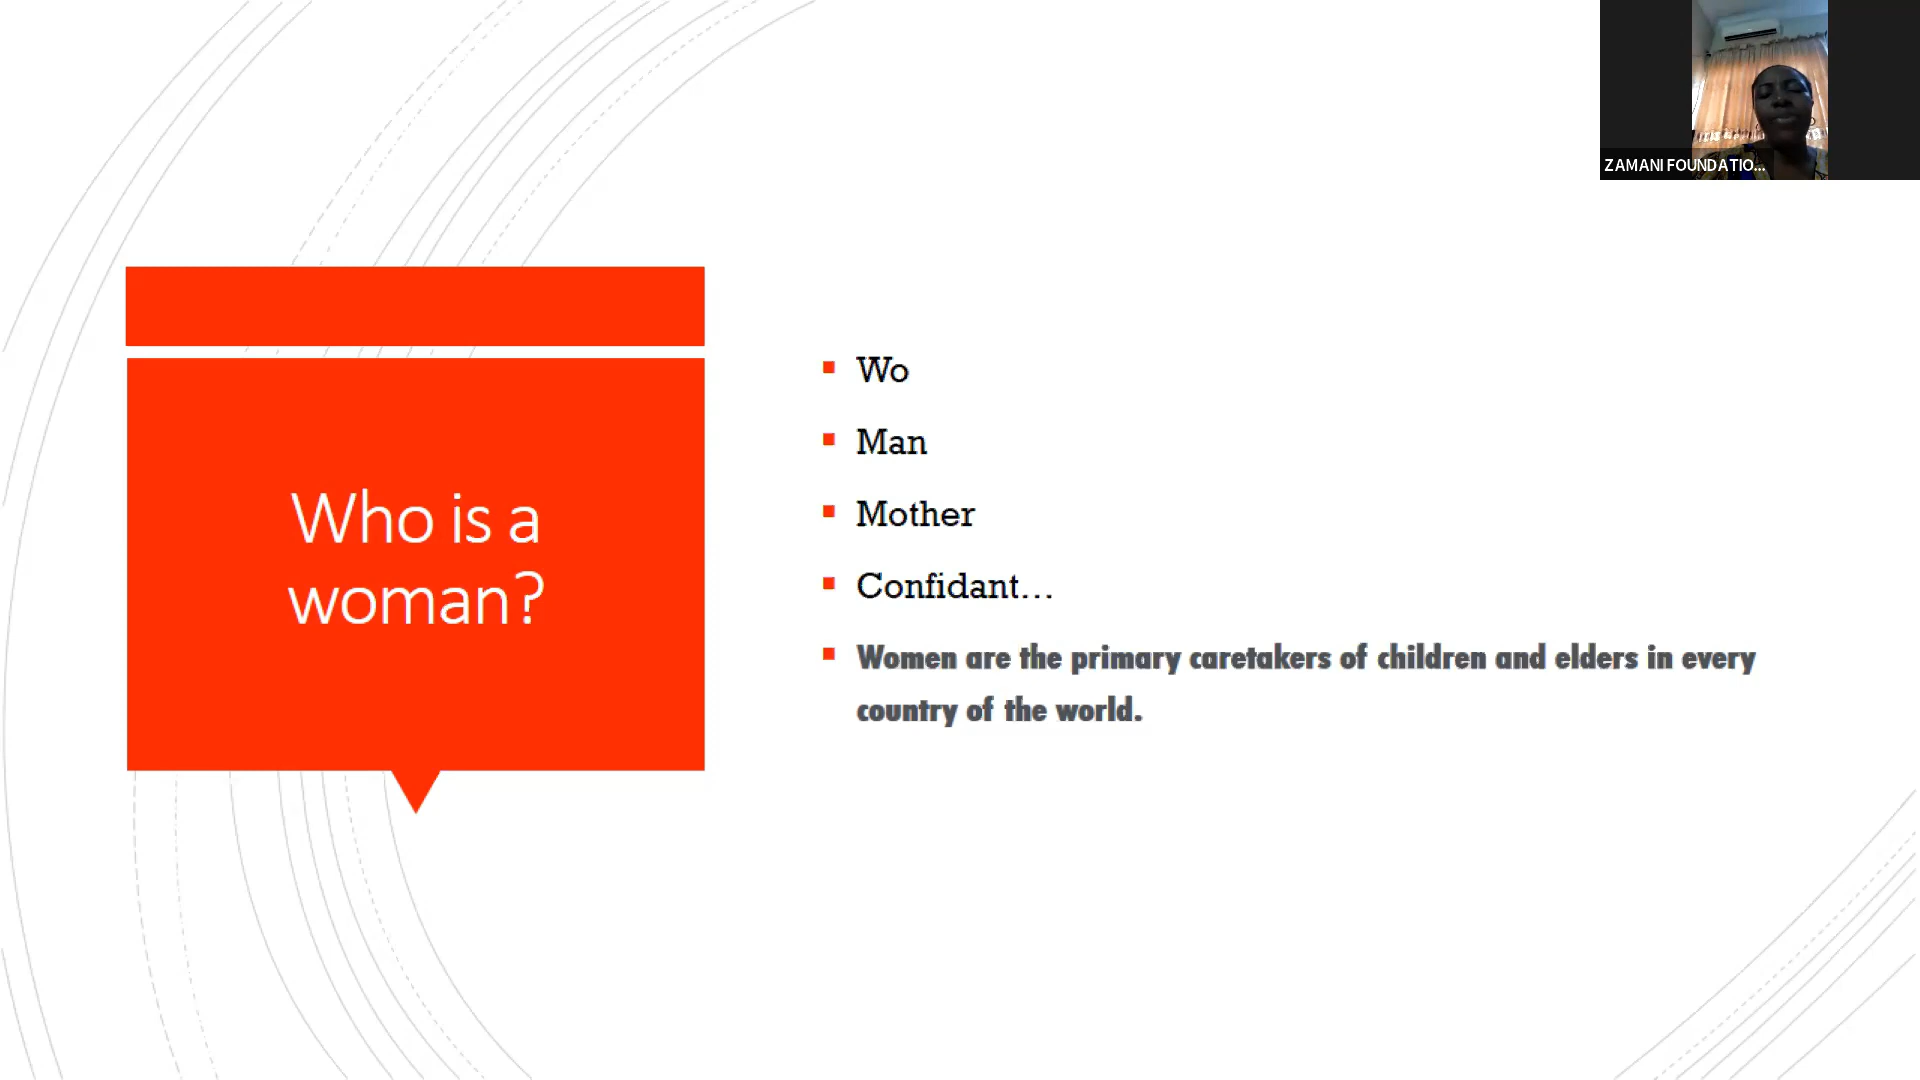 ZAMANI FOUNDATIO...
Who is a
woman?
Wo
Man
Mother
Confidant...
Women are the primary caretakers of children and elders in every
country of the world.